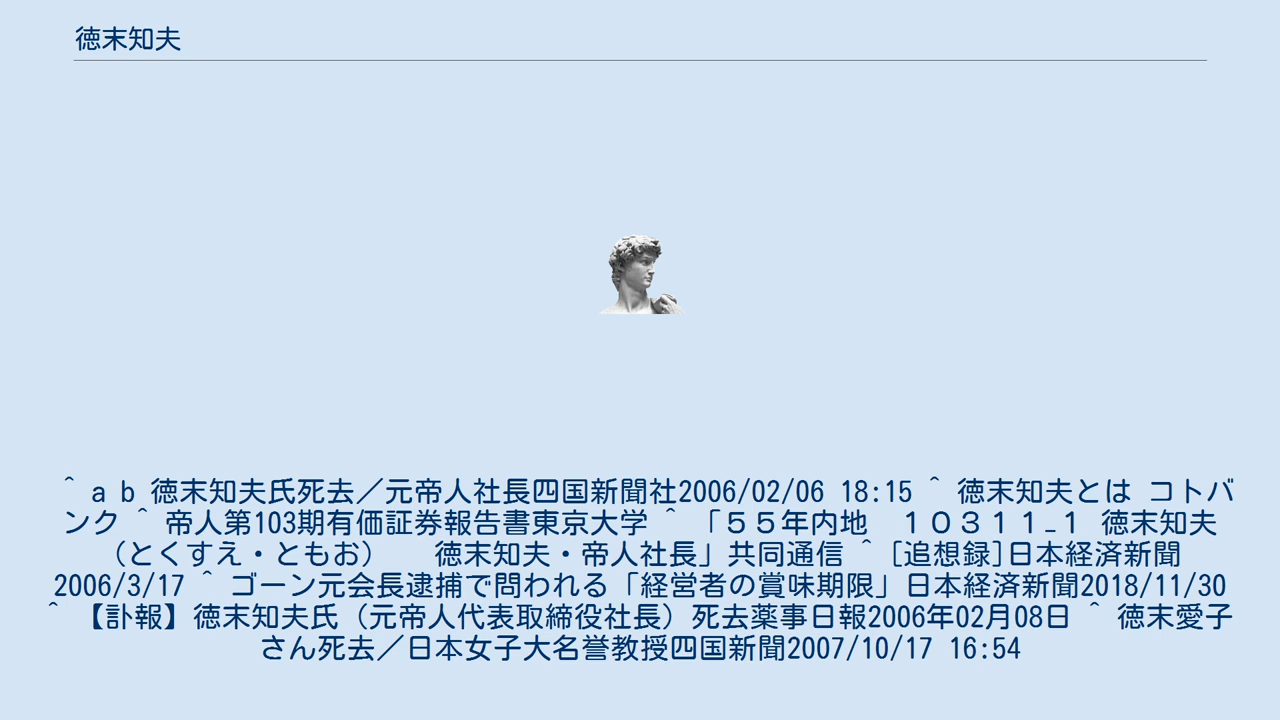 徳末知夫
^ a b 徳末知夫氏死去／元帝人社長四国新聞社2006/02/06 18:15 ^ 徳末知夫とは コトバ
ンク ^ 帝人第103期有価証券報告書東京大学 ^ 「５５年内地　１０３１１−１ 徳末知夫
（とくすえ・ともお）　　徳末知夫・帝人社長」共同通信 ^ [追想録]日本経済新聞
2006/3/17 ^ ゴーン元会長逮捕で問われる「経営者の賞味期限」日本経済新聞2018/11/30
^ 【訃報】徳末知夫氏（元帝人代表取締役社長）死去薬事日報2006年02月08日 ^ 徳末愛子
さん死去／日本女子大名誉教授四国新聞2007/10/17 16:54